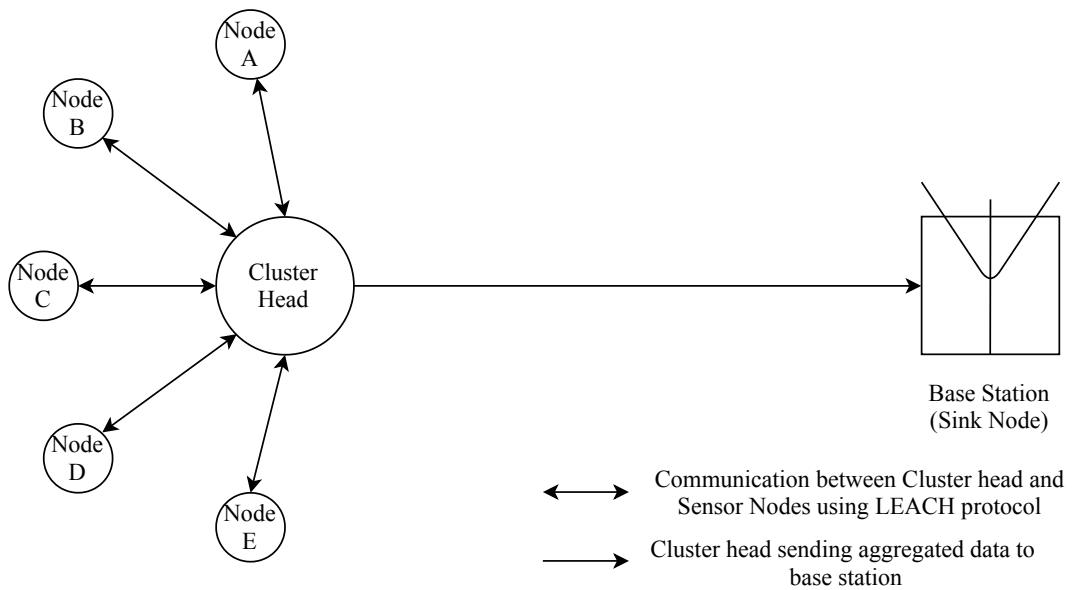 Node
A
Node
B
Node
C
Cluster
Head
Node
D
Node
E
Base Station
(Sink Node)
Communication between Cluster head and
Sensor Nodes using LEACH protocol
Cluster head sending aggregated data to
base station